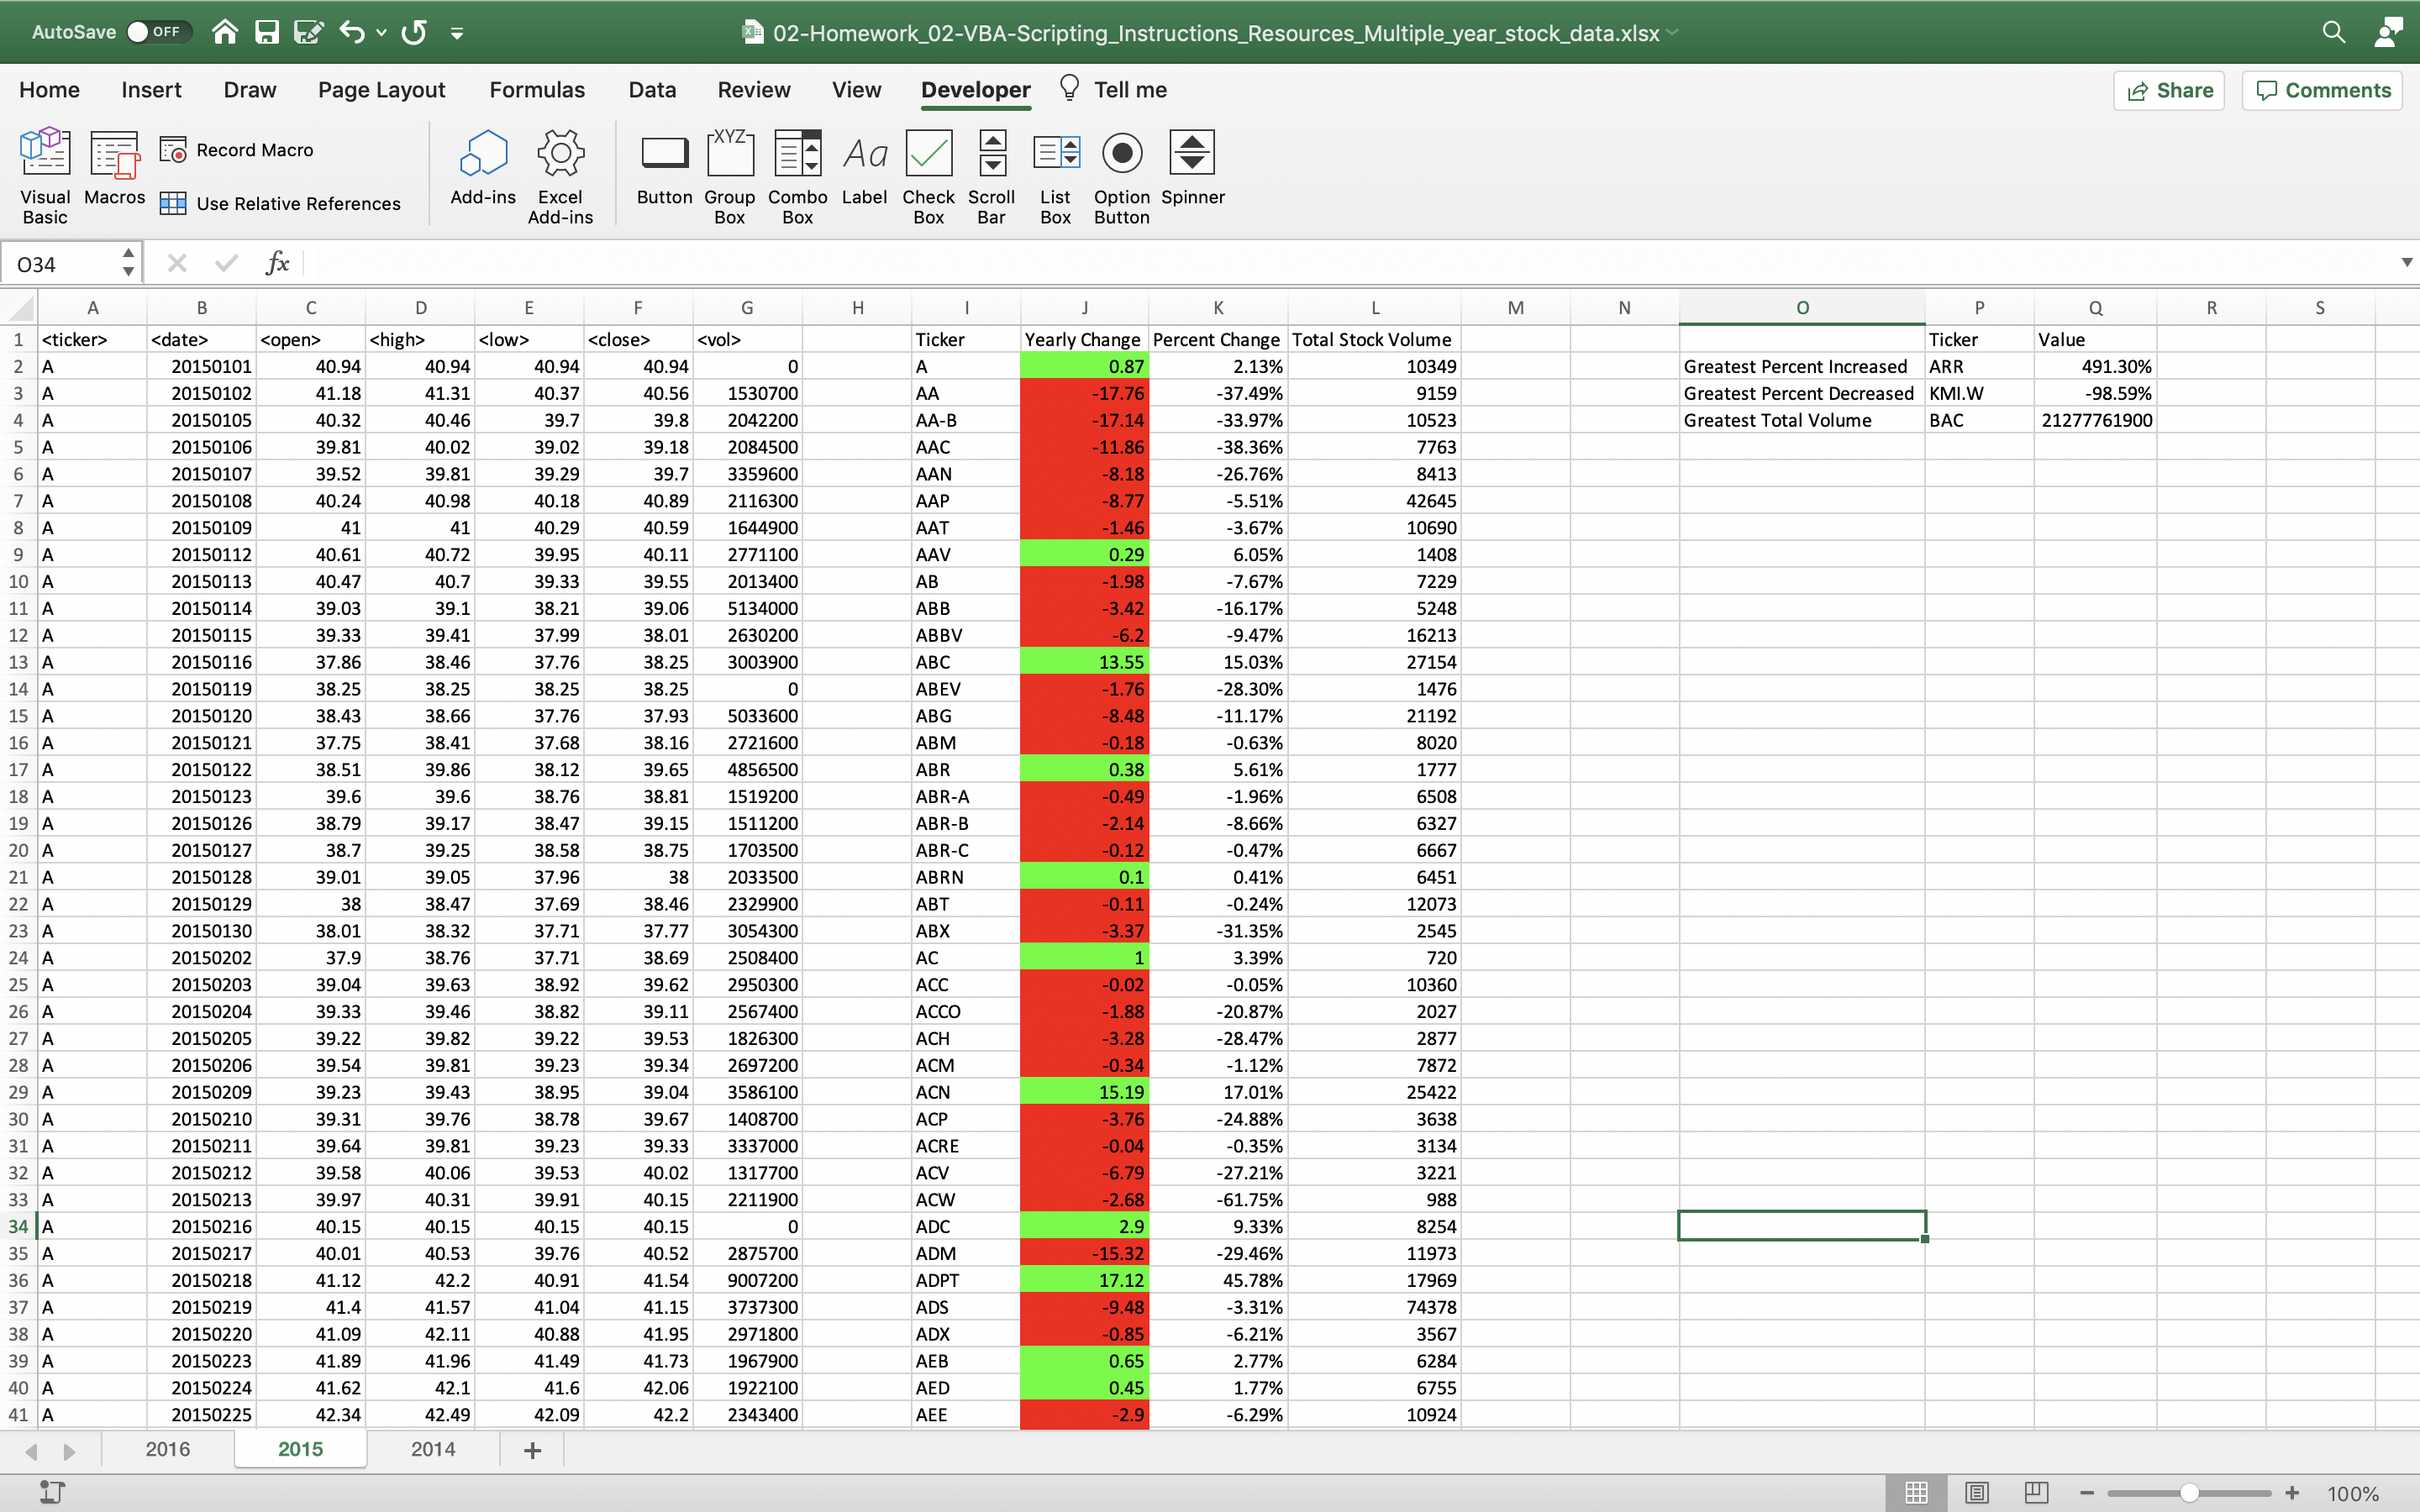 AutoSave OFF 02-Homework_02-VBA-Scripting_Instructions_Resources_Multiple_year_stock_data.xlsx
Home Insert Draw Page Layout Formulas Data Review View Developer Tell me Share Comments
Visual Basic Macros Record Macro Use Relative References Add-ins Excel Add-ins XYZ Button Group Box Combo Box Aa Label Check Box Scroll Bar List Box Option Button Spinner
O34 fx
A B C D E F G H I J K L M N O P Q R S
1 <ticker> <date> <open> <high> <low> <close> <vol> Ticker Yearly Change Percent Change Total Stock Volume Ticker Value
2 A 20150101 40.94 40.94 40.94 40.94 0 A 0.87 2.13% 10349 Greatest Percent Increased ARR 491.30%
3 A 20150102 41.18 41.31 40.37 40.56 1530700 AA -17.76 -37.49% 9159 Greatest Percent Decreased KMI.W -98.59%
4 A 20150105 40.32 40.46 39.7 39.8 2042200 AA-B -17.14 -33.97% 10523 Greatest Total Volume BAC 21277761900
5 A 20150106 39.81 40.02 39.02 39.18 2084500 AAC -11.86 -38.36% 7763
6 A 20150107 39.52 39.81 39.29 39.7 3359600 AAN -8.18 -26.76% 8413
7 A 20150108 40.24 40.98 40.18 40.89 2116300 AAP -8.77 -5.51% 42645
8 A 20150109 41 41 40.29 40.59 1644900 AAT -1.46 -3.67% 10690
9 A 20150112 40.61 40.72 39.95 40.11 2771100 AAV 0.29 6.05% 1408
10 A 20150113 40.47 40.7 39.33 39.55 2013400 AB -1.98 -7.67% 7229
11 A 20150114 39.03 39.1 38.21 39.06 5134000 ABB -3.42 -16.17% 5248
12 A 20150115 39.33 39.41 37.99 38.01 2630200 ABBV -6.2 -9.47% 16213
13 A 20150116 37.86 38.46 37.76 38.25 3003900 ABC 13.55 15.03% 27154
14 A 20150119 38.25 38.25 38.25 38.25 0 ABEV -1.76 -28.30% 1476
15 A 20150120 38.43 38.66 37.76 37.93 5033600 ABG -8.48 -11.17% 21192
16 A 20150121 37.75 38.41 37.68 38.16 2721600 ABM -0.18 -0.63% 8020
17 A 20150122 38.51 39.86 38.12 39.65 4856500 ABR 0.38 5.61% 1777
18 A 20150123 39.6 39.6 38.76 38.81 1519200 ABR-A -0.49 -1.96% 6508
19 A 20150126 38.79 39.17 38.47 39.15 1511200 ABR-B -2.14 -8.66% 6327
20 A 20150127 38.7 39.25 38.58 38.75 1703500 ABR-C -0.12 -0.47% 6667
21 A 20150128 39.01 39.05 37.96 38 2033500 ABRN 0.1 0.41% 6451
22 A 20150129 38 38.47 37.69 38.46 2329900 ABT -0.11 -0.24% 12073
23 A 20150130 38.01 38.32 37.71 37.77 3054300 ABX -3.37 -31.35% 2545
24 A 20150202 37.9 38.76 37.71 38.69 2508400 AC 1 3.39% 720
25 A 20150203 39.04 39.63 38.92 39.62 2950300 ACC -0.02 -0.05% 10360
26 A 20150204 39.33 39.46 38.82 39.11 2567400 ACCO -1.88 -20.87% 2027
27 A 20150205 39.22 39.82 39.22 39.53 1826300 ACH -3.28 -28.47% 2877
28 A 20150206 39.54 39.81 39.23 39.34 2697200 ACM -0.34 -1.12% 7872
29 A 20150209 39.23 39.43 38.95 39.04 3586100 ACN 15.19 17.01% 25422
30 A 20150210 39.31 39.76 38.78 39.67 1408700 ACP -3.76 -24.88% 3638
31 A 20150211 39.64 39.81 39.23 39.33 3337000 ACRE -0.04 -0.35% 3134
32 A 20150212 39.58 40.06 39.53 40.02 1317700 ACV -6.79 -27.21% 3221
33 A 20150213 39.97 40.31 39.91 40.15 2211900 ACW -2.68 -61.75% 988
34 A 20150216 40.15 40.15 40.15 40.15 0 ADC 2.9 9.33% 8254
35 A 20150217 40.01 40.53 39.76 40.52 2875700 ADM -15.32 -29.46% 11973
36 A 20150218 41.12 42.2 40.91 41.54 9007200 ADPT 17.12 45.78% 17969
37 A 20150219 41.4 41.57 41.04 41.15 3737300 ADS -9.48 -3.31% 74378
38 A 20150220 41.09 42.11 40.88 41.95 2971800 ADX -0.85 -6.21% 3567
39 A 20150223 41.89 41.96 41.49 41.73 1967900 AEB 0.65 2.77% 6284
40 A 20150224 41.62 42.1 41.6 42.06 1922100 AED 0.45 1.77% 6755
41 A 20150225 42.34 42.49 42.09 42.2 2343400 AEE -2.9 -6.29% 10924
2016 2015 2014 +
100%